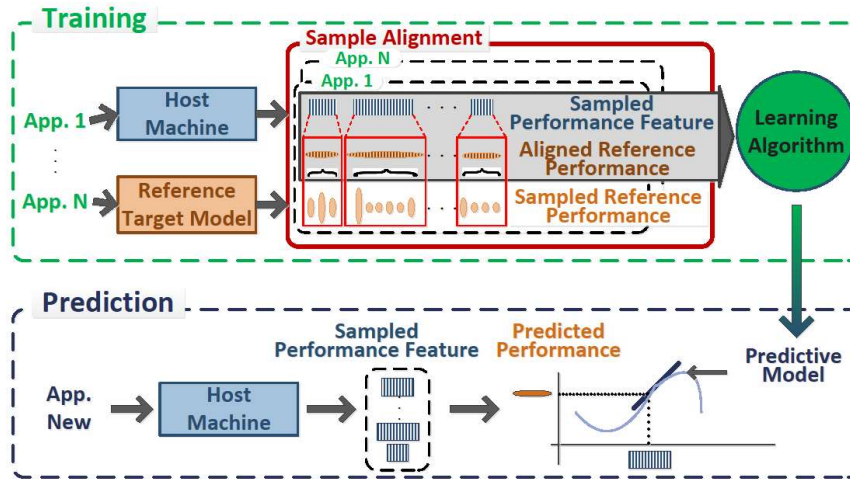 Training
Sample Alignment
App. N
App. 1
App. 1
Host
Machine
Sampled
Performance Feature
Learning
Algorithm
Aligned Reference
Performance
App. N
Reference
Target Model
Sampled Reference
Performance
Prediction
Sampled
Performance Feature
Predicted
Performance
Predictive
Model
App.
New
Host
Machine